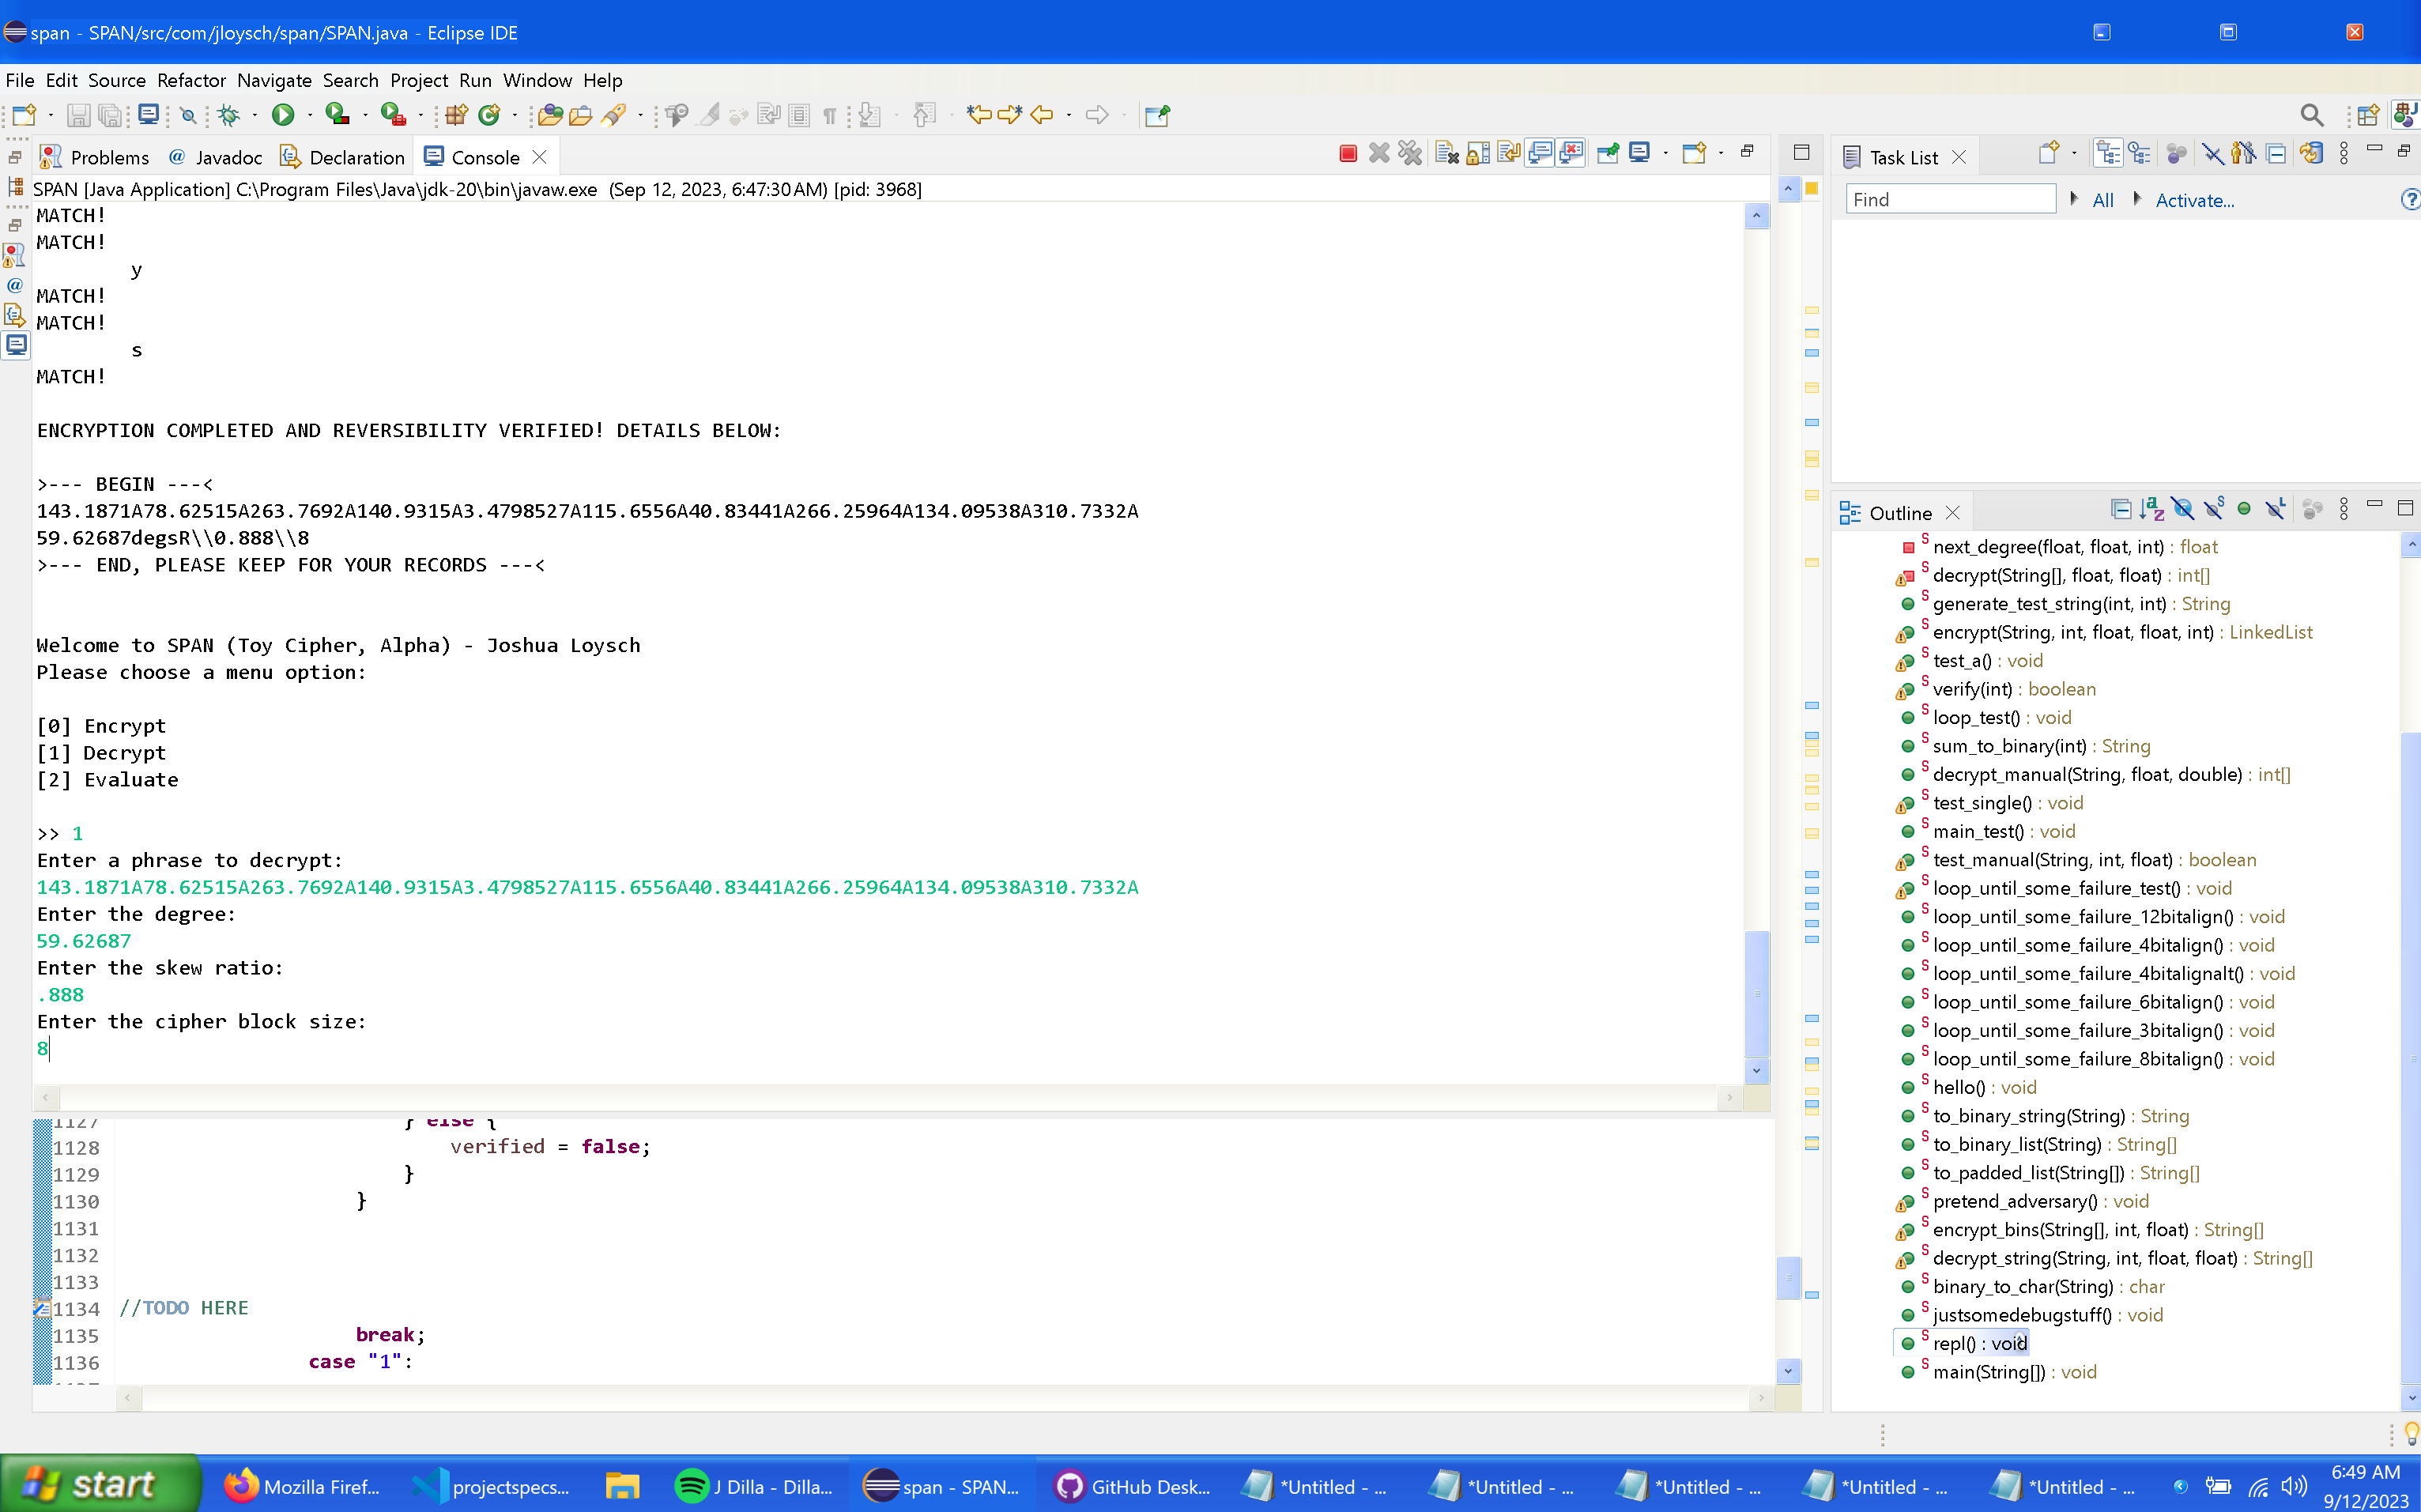 span - SPAN/src/com/jloysch/span/SPAN.java - Eclipse IDE
File Edit Source Refactor Navigate Search Project Run Window Help
Problems @ Javadoc Declaration Console
SPAN [Java Application] C:\Program Files\Java\jdk-20\bin\javaw.exe (Sep 12, 2023, 6:47:30 AM) [pid: 3968]
MATCH!
MATCH!
y
MATCH!
MATCH!
s
MATCH!
ENCRYPTION COMPLETED AND REVERSIBILITY VERIFIED! DETAILS BELOW:
>--- BEGIN ---<
143.1871A78.62515A263.7692A140.9315A3.4798527A115.6556A40.83441A266.25964A134.09538A310.7332A
59.62687degsR\\0.888\\8
>--- END, PLEASE KEEP FOR YOUR RECORDS ---<
Welcome to SPAN (Toy Cipher, Alpha) - Joshua Loysch
Please choose a menu option:
[0] Encrypt
[1] Decrypt
[2] Evaluate
>> 1
Enter a phrase to decrypt:
143.1871A78.62515A263.7692A140.9315A3.4798527A115.6556A40.83441A266.25964A134.09538A310.7332A
Enter the degree:
59.62687
Enter the skew ratio:
.888
Enter the cipher block size:
8
1127 } else {
1128 verified = false;
1129 }
1130 }
1131
1132
1133
1134 //TODO HERE
1135 break;
1136 case "1":
Task List
Find All Activate...
Outline
next_degree(float, float, int) : float
decrypt(String[], float, float) : int[]
generate_test_string(int, int) : String
encrypt(String, int, float, float, int) : LinkedList
test_a() : void
verify(int) : boolean
loop_test() : void
sum_to_binary(int) : String
decrypt_manual(String, float, double) : int[]
test_single() : void
main_test() : void
test_manual(String, int, float) : boolean
loop_until_some_failure_test() : void
loop_until_some_failure_12bitalign() : void
loop_until_some_failure_4bitalign() : void
loop_until_some_failure_4bitalignalt() : void
loop_until_some_failure_6bitalign() : void
loop_until_some_failure_3bitalign() : void
loop_until_some_failure_8bitalign() : void
hello() : void
to_binary_string(String) : String
to_binary_list(String) : String[]
to_padded_list(String[]) : String[]
pretend_adversary() : void
encrypt_bins(String[], int, float) : String[]
decrypt_string(String, int, float, float) : String[]
binary_to_char(String) : char
justsomedebugstuff() : void
repl() : void
main(String[]) : void
start Mozilla Firef... projectspecs... J Dilla - Dilla... span - SPAN... GitHub Desk... *Untitled - ... *Untitled - ... *Untitled - ... *Untitled - ... *Untitled - ... 6:49 AM
9/12/2023